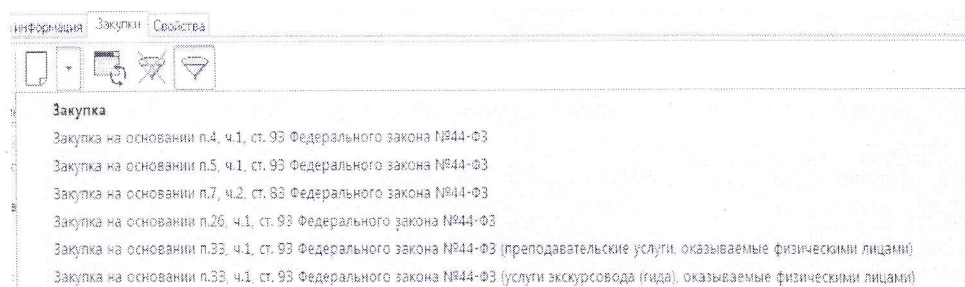 информация Закупки Свойства
Закупка
Закупка на основании п.4, ч.1, ст. 93 Федерального закона №44-ФЗ
Закупка на основании п.5, ч.1, ст. 93 Федерального закона №44-ФЗ
Закупка на основании п.7, ч.2, ст. 83 Федерального закона №44-ФЗ
Закупка на основании п.26, ч.1, ст. 93 Федерального закона №44-ФЗ
Закупка на основании п.33, ч.1, ст. 93 Федерального закона №44-ФЗ (преподавательские услуги, оказываемые физическими лицами)
Закупка на основании п.33, ч.1, ст. 93 Федерального закона №44-ФЗ (услуги экскурсовода (гида), оказываемые физическими лицами)